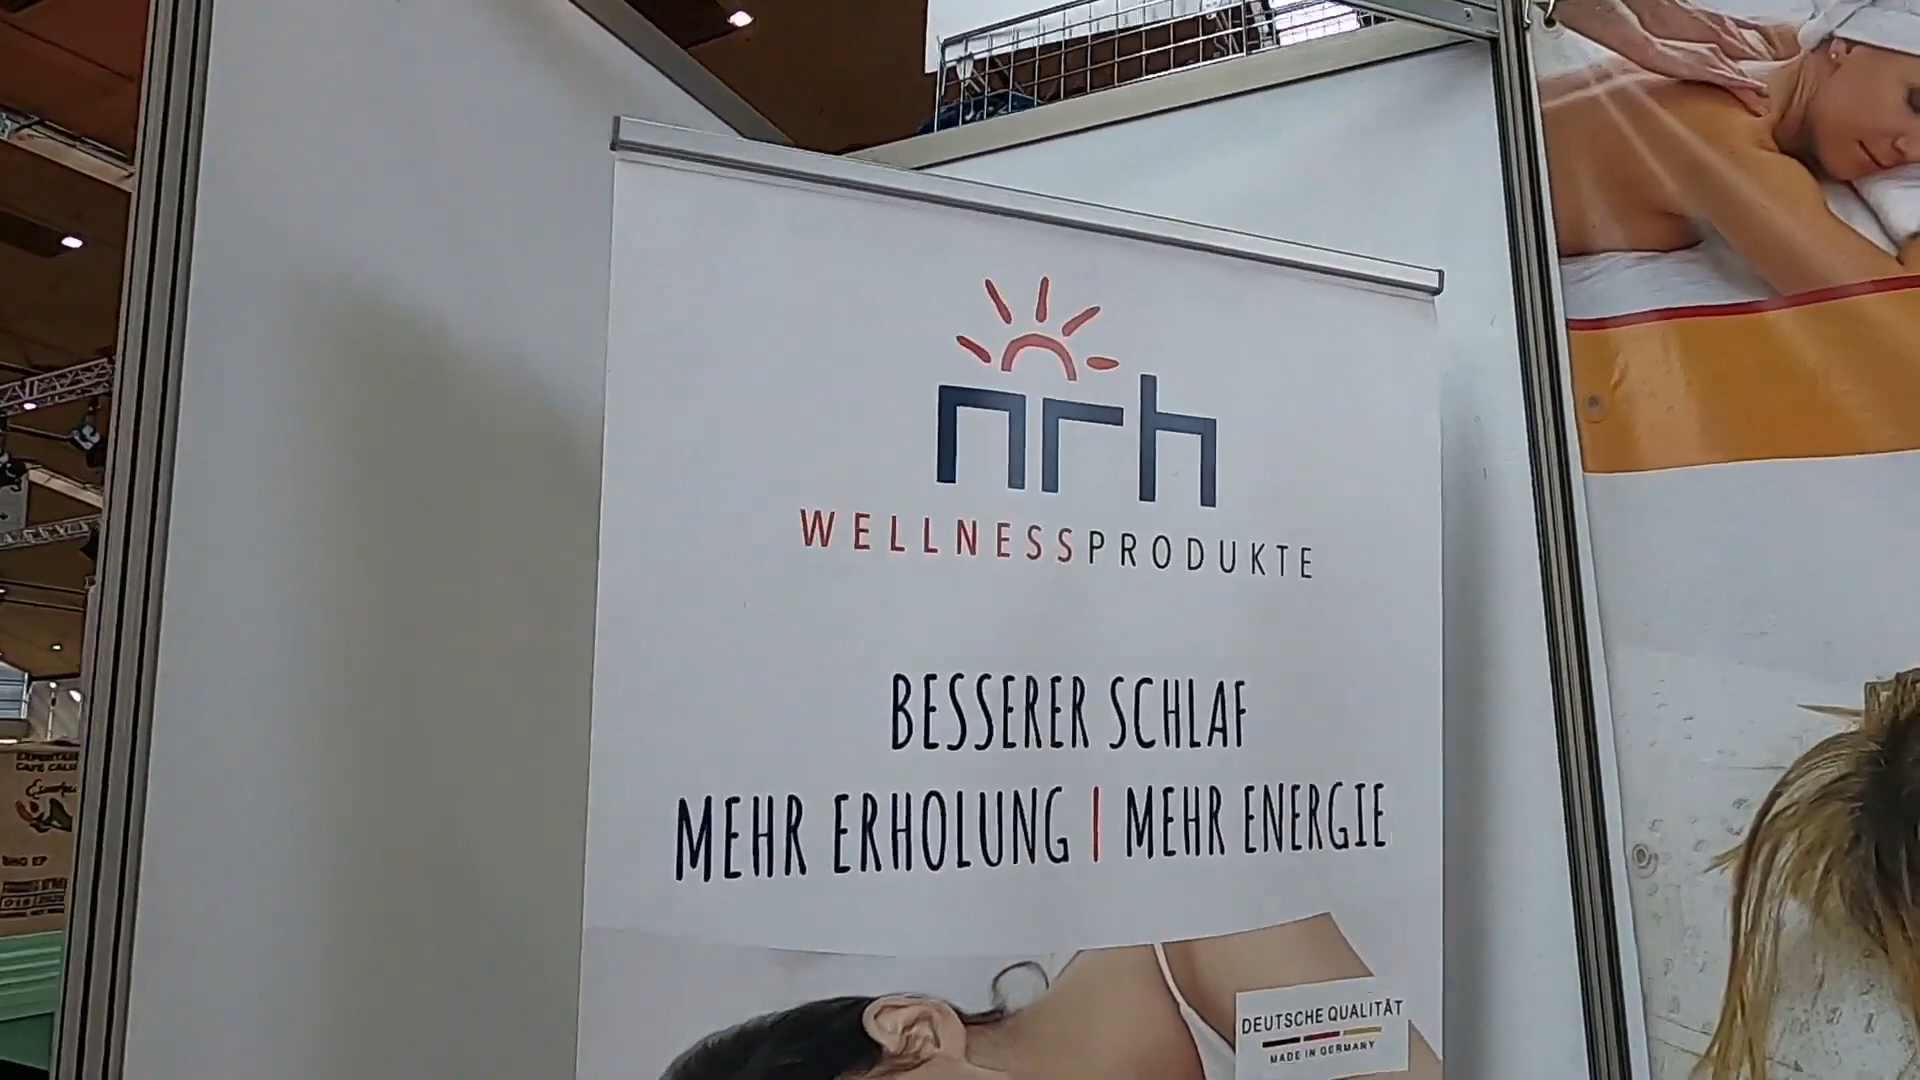 nrh
WELLNESSPRODUKTE
BESSERER SCHLAF
MEHR ERHOLUNG | MEHR ENERGIE
DEUTSCHE QUALITÄT
MADE IN GERMANY